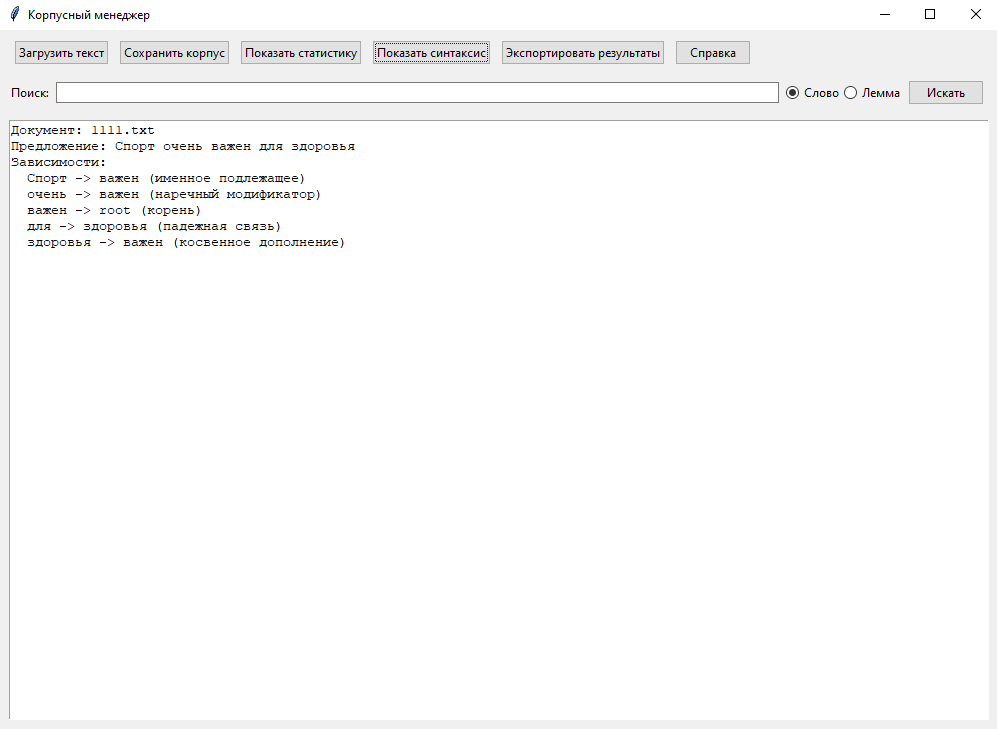 Корпусный менеджер
Загрузить текст Сохранить корпус Показать статистику Показать синтаксис Экспортировать результаты Справка
Поиск: Слово Лемма Искать
Документ: 1111.txt
Предложение: Спорт очень важен для здоровья
Зависимости:
Спорт -> важен (именное подлежащее)
очень -> важен (наречный модификатор)
важен -> root (корень)
для -> здоровья (падежная связь)
здоровья -> важен (косвенное дополнение)